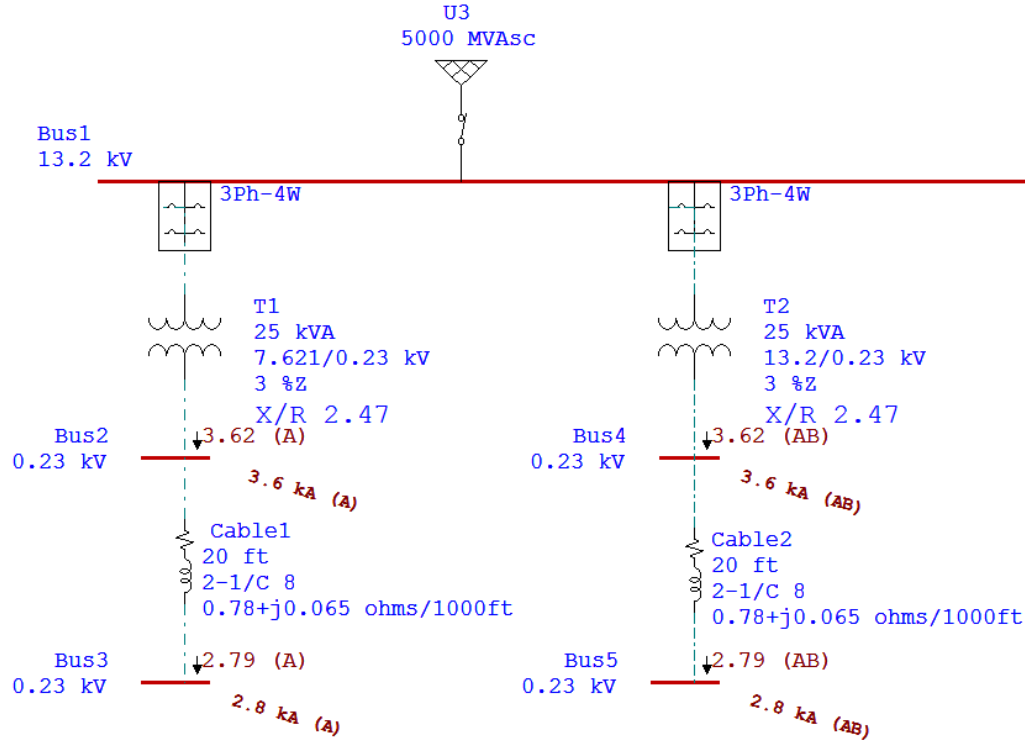 U3
5000 MVAsc
Bus1
13.2 kV
3Ph-4W
3Ph-4W
T1
25 kVA
7.621/0.23 kV
3 %Z
X/R 2.47
T2
25 kVA
13.2/0.23 kV
3 %Z
X/R 2.47
Bus2
0.23 kV
3.62 (A)
3.6 kA (A)
Bus4
0.23 kV
3.62 (AB)
3.6 kA (AB)
Cable1
20 ft
2-1/C 8
0.78+j0.065 ohms/1000ft
Cable2
20 ft
2-1/C 8
0.78+j0.065 ohms/1000ft
Bus3
0.23 kV
2.79 (A)
2.8 kA (A)
Bus5
0.23 kV
2.79 (AB)
2.8 kA (AB)